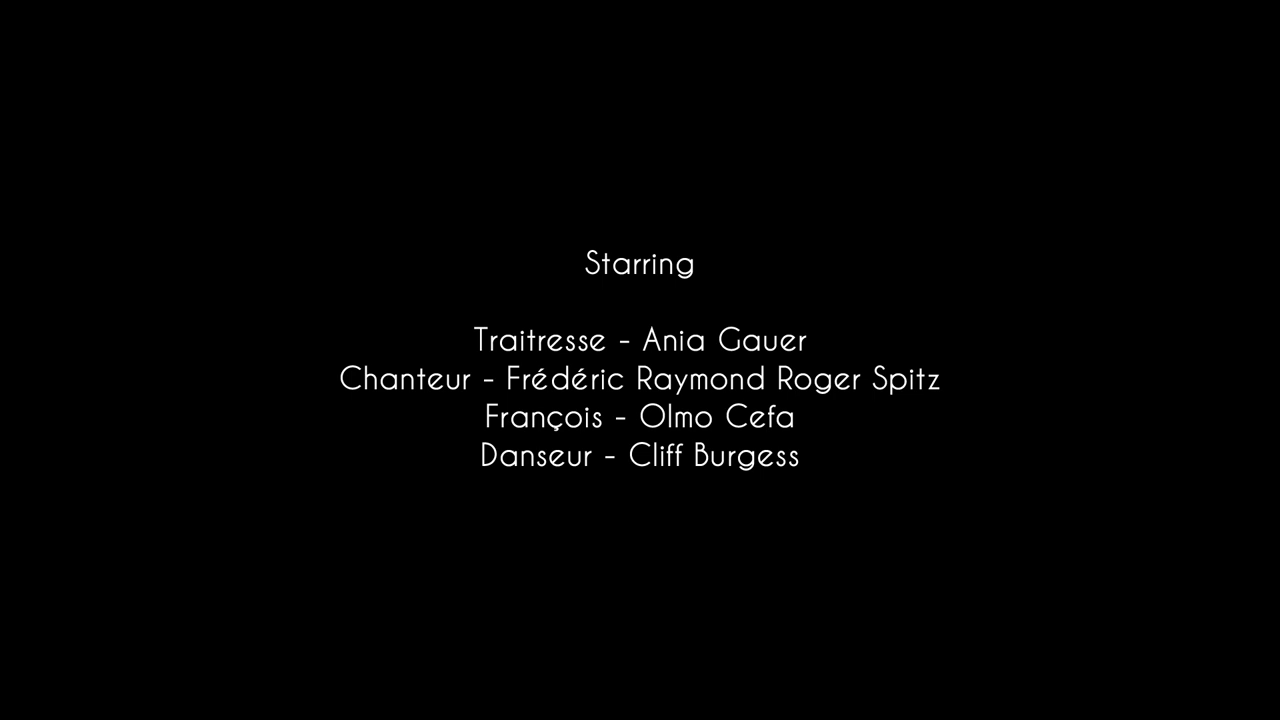 Starring
Traitresse - Ania Gauer
Chanteur - Frédéric Raymond Roger Spitz
François - Olmo Cefa
Danseur - Cliff Burgess